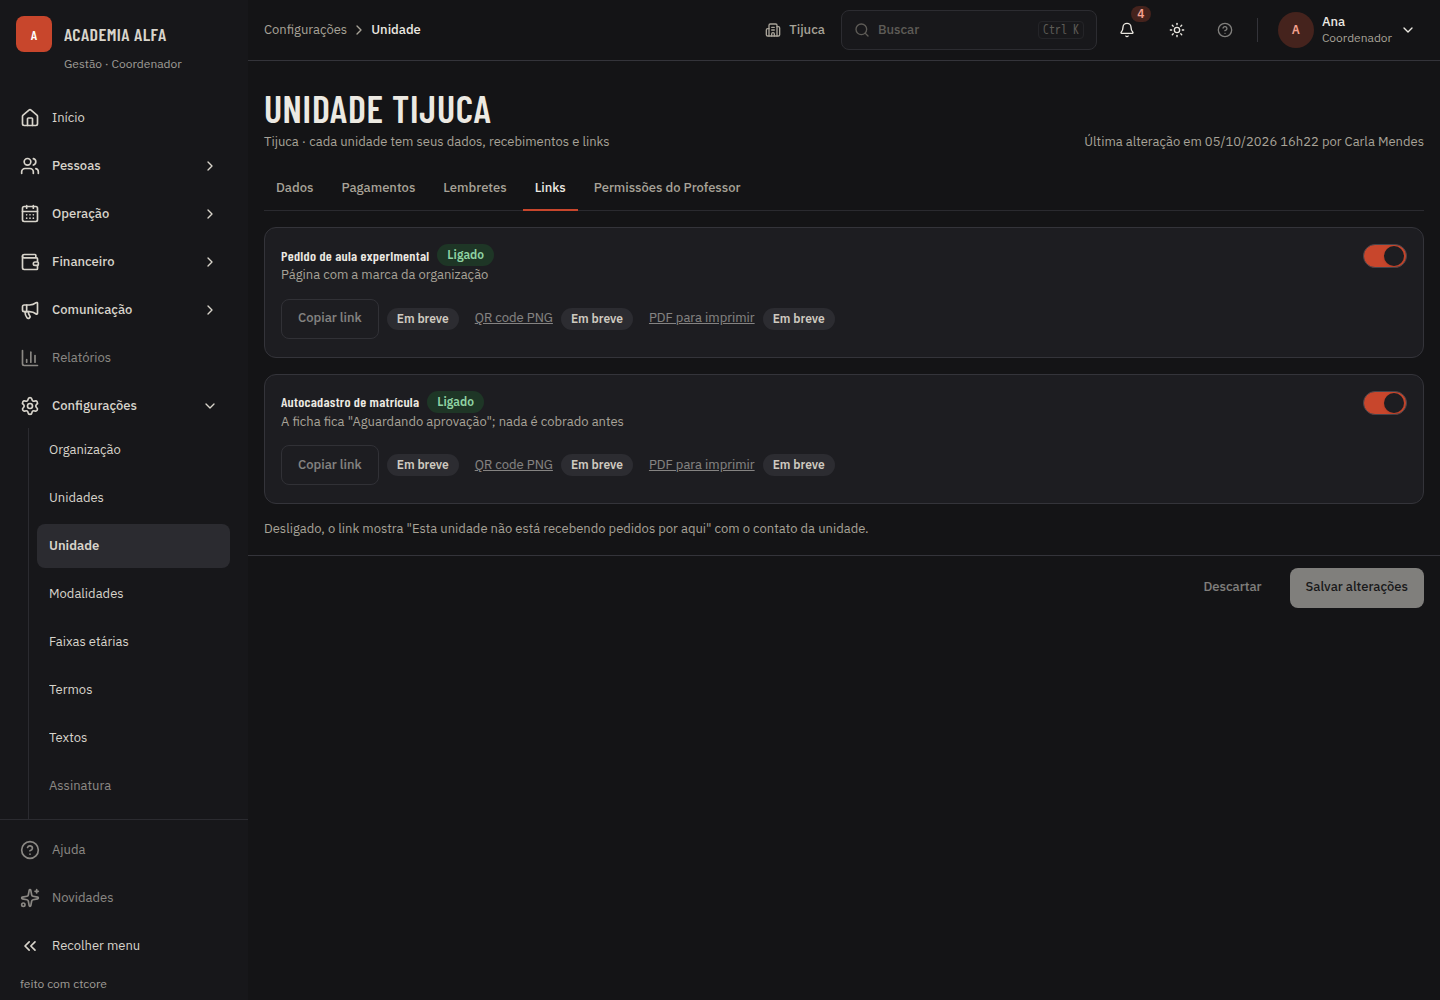 A
ACADEMIA ALFA
Gestão · Coordenador
Início
Pessoas
Operação
Financeiro
Comunicação
Relatórios
Configurações
Organização
Unidades
Unidade
Modalidades
Faixas etárias
Termos
Textos
Assinatura
Ajuda
Novidades
Recolher menu
feito com ctcore
Configurações > Unidade
Tijuca
Buscar
Ctrl K
4
A
Ana
Coordenador
UNIDADE TIJUCA
Tijuca · cada unidade tem seus dados, recebimentos e links
Última alteração em 05/10/2026 16h22 por Carla Mendes
Dados
Pagamentos
Lembretes
Links
Permissões do Professor
Pedido de aula experimental
Ligado
Página com a marca da organização
Copiar link
Em breve
QR code PNG
Em breve
PDF para imprimir
Em breve
Autocadastro de matrícula
Ligado
A ficha fica "Aguardando aprovação"; nada é cobrado antes
Copiar link
Em breve
QR code PNG
Em breve
PDF para imprimir
Em breve
Desligado, o link mostra "Esta unidade não está recebendo pedidos por aqui" com o contato da unidade.
Descartar
Salvar alterações